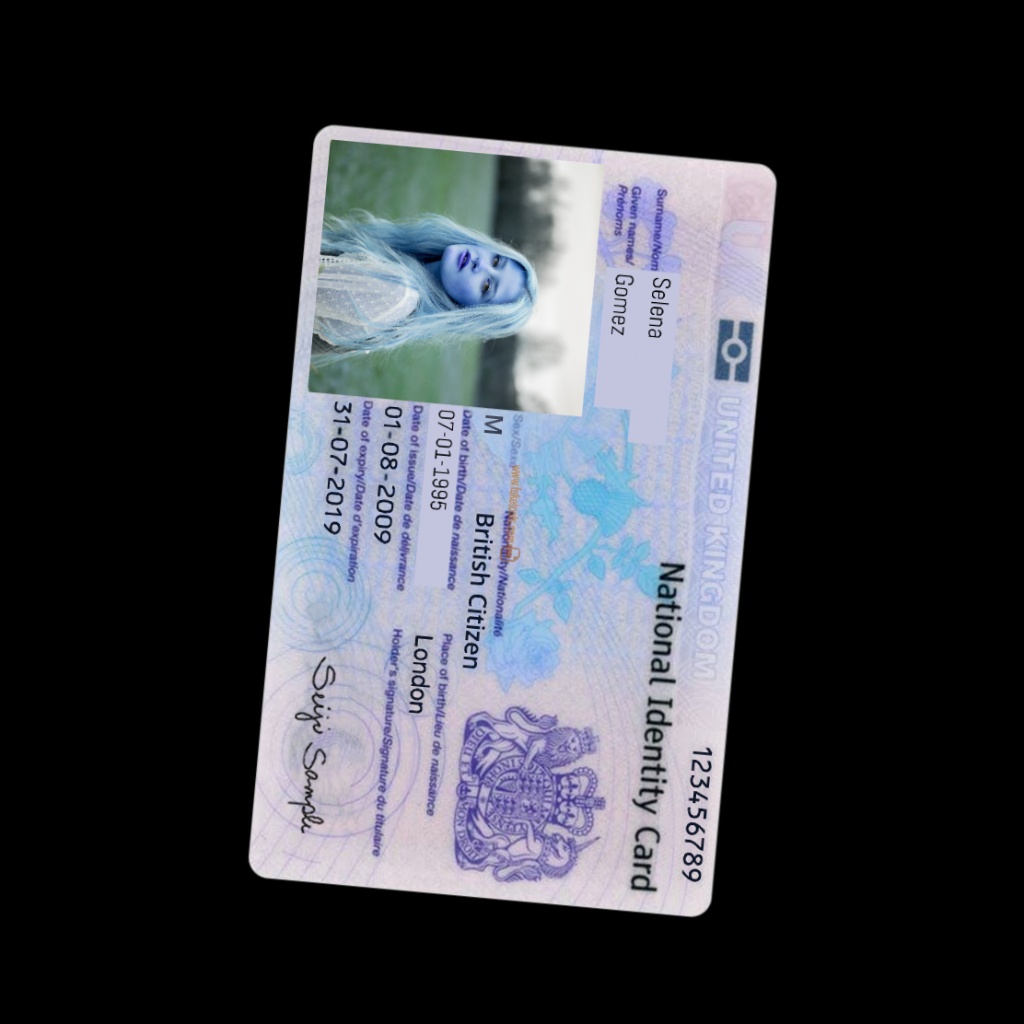 UNITED KINGDOM
123456789
National Identity Card
Surname/Nom
Selena
Given names/
Prénoms
Gomez
Sex/Sexe
M
Nationality/Nationalité
British Citizen
Date of birth/Date de naissance
07-01-1995
Place of birth/Lieu de naissance
London
Date of issue/Date de délivrance
01-08-2009
Holder's signature/Signature du titulaire
Date of expiry/Date d'expiration
31-07-2019
Seiji Sample